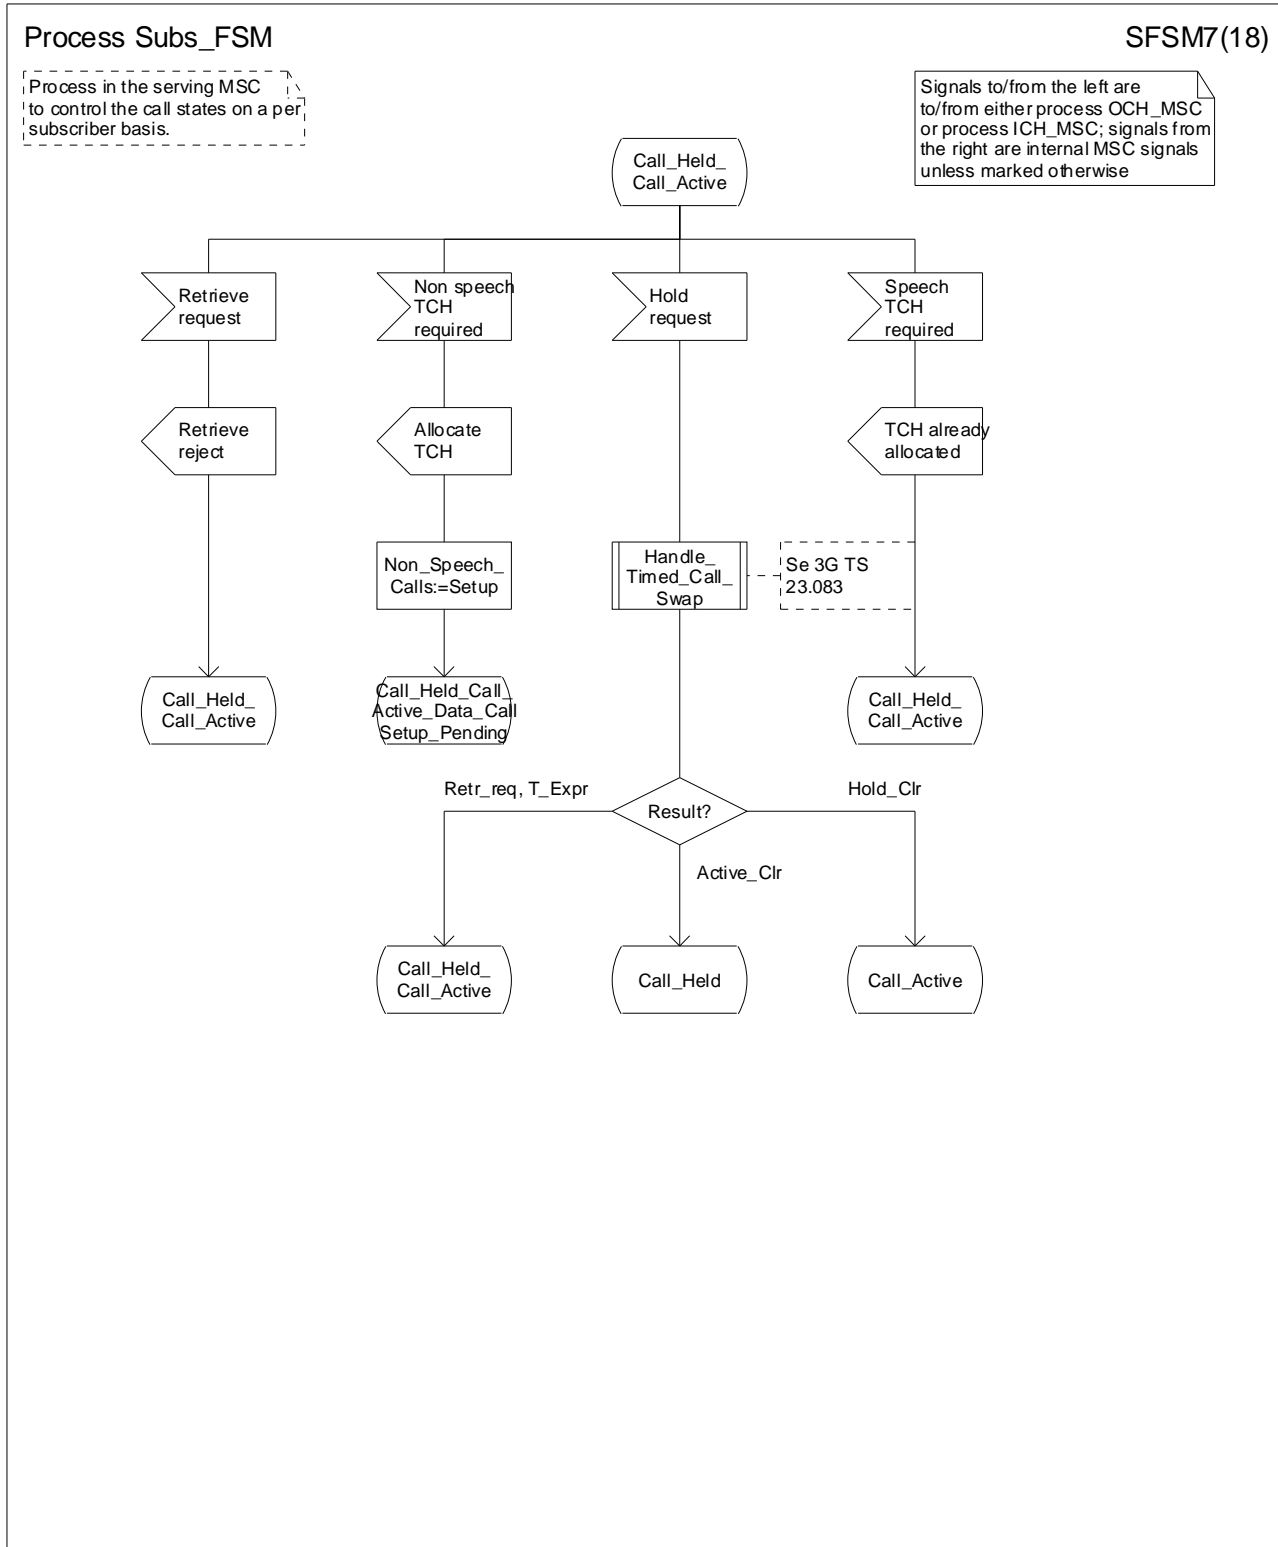 Process Subs_FSM
SFSM7(18)
Process in the serving MSC
to control the call states on a per
subscriber basis.
Signals to/from the left are
to/from either process OCH_MSC
or process ICH_MSC; signals from
the right are internal MSC signals
unless marked otherwise
Call_Held_
Call_Active
Retrieve
request
Non speech
TCH
required
Hold
request
Speech
TCH
required
Retrieve
reject
Allocate
TCH
TCH already
allocated
Non_Speech_
Calls:=Setup
Handle_
Timed_Call_
Swap
Se 3G TS
23.083
Call_Held_
Call_Active
Call_Held_Call_
Active_Data_Call
Setup_Pending
Call_Held_
Call_Active
Retr_req, T_Expr
Result?
Hold_Clr
Active_Clr
Call_Held_
Call_Active
Call_Held
Call_Active